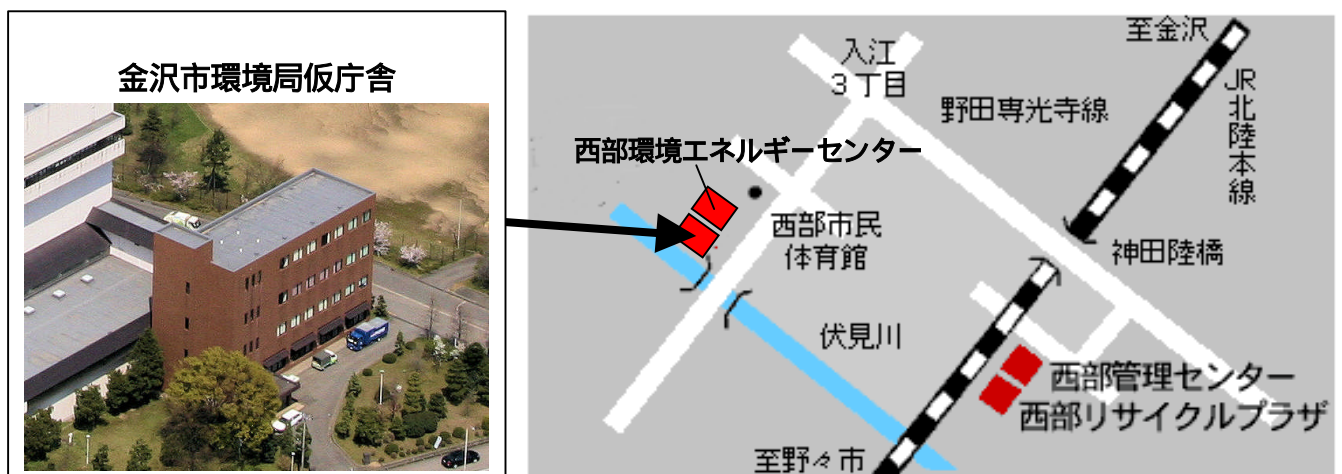 金沢市環境局仮庁舎
至金沢
入江
3丁目
野田専光寺線
JR北陸本線
西部環境エネルギーセンター
西部市民
体育館
神田陸橋
伏見川
西部管理センター
西部リサイクルプラザ
至野々市